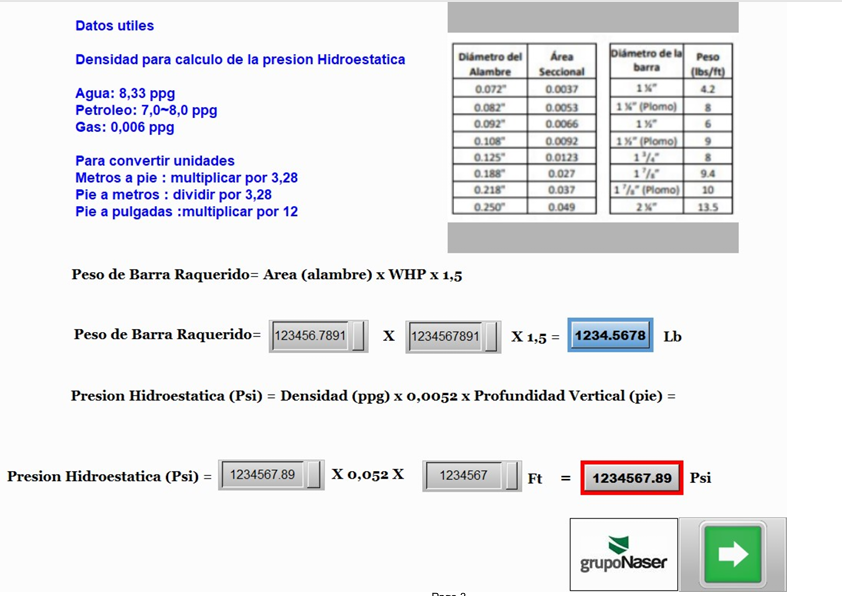 Datos utiles
Densidad para calculo de la presion Hidroestatica
Agua: 8,33 ppg
Petroleo: 7,0~8,0 ppg
Gas: 0,006 ppg
Para convertir unidades
Metros a pie : multiplicar por 3,28
Pie a metros : dividir por 3,28
Pie a pulgadas :multiplicar por 12
Diámetro del Alambre Área Seccional
0.072" 0.0037
0.082" 0.0053
0.092" 0.0066
0.108" 0.0092
0.125" 0.0123
0.188" 0.027
0.218" 0.037
0.250" 0.049
Diámetro de la barra Peso (lbs/ft)
1 ¼" 4.2
1 ¼" (Plomo) 8
1 ½" 6
1 ½" (Plomo) 9
1 3/4" 8
1 7/8" 9.4
1 7/8" (Plomo) 10
2 ¼" 13.5
Peso de Barra Raquerido= Area (alambre) x WHP x 1,5
Peso de Barra Raquerido= 123456.7891 X 1234567891 X 1,5 = 1234.5678 Lb
Presion Hidroestatica (Psi) = Densidad (ppg) x 0,0052 x Profundidad Vertical (pie) =
Presion Hidroestatica (Psi) = 1234567.89 X 0,052 X 1234567 Ft = 1234567.89 Psi
grupoNaser